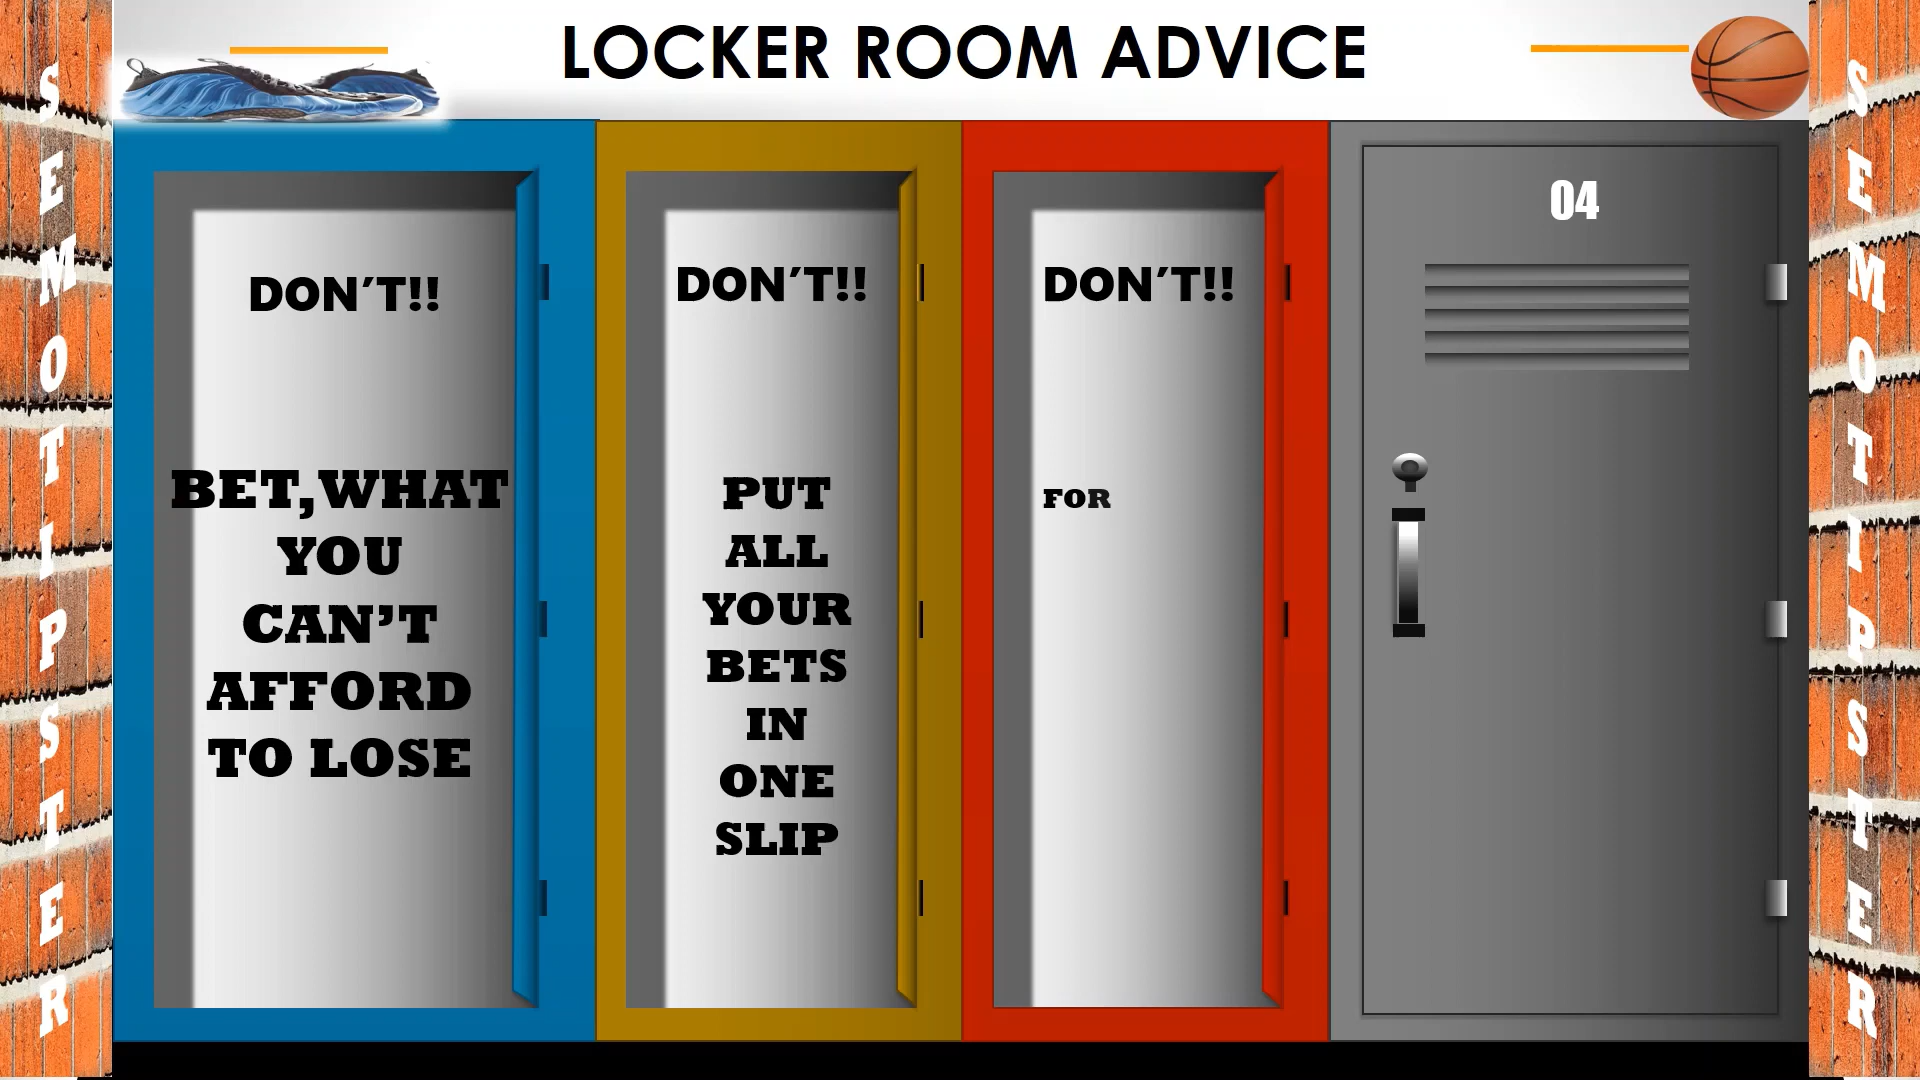 LOCKER ROOM ADVICE
SEMOTIPSTER
DON'T!!
BET,WHAT
YOU
CAN'T
AFFORD
TO LOSE
DON'T!!
PUT
ALL
YOUR
BETS
IN
ONE
SLIP
DON'T!!
FOR
04
SEMOTIPSTER